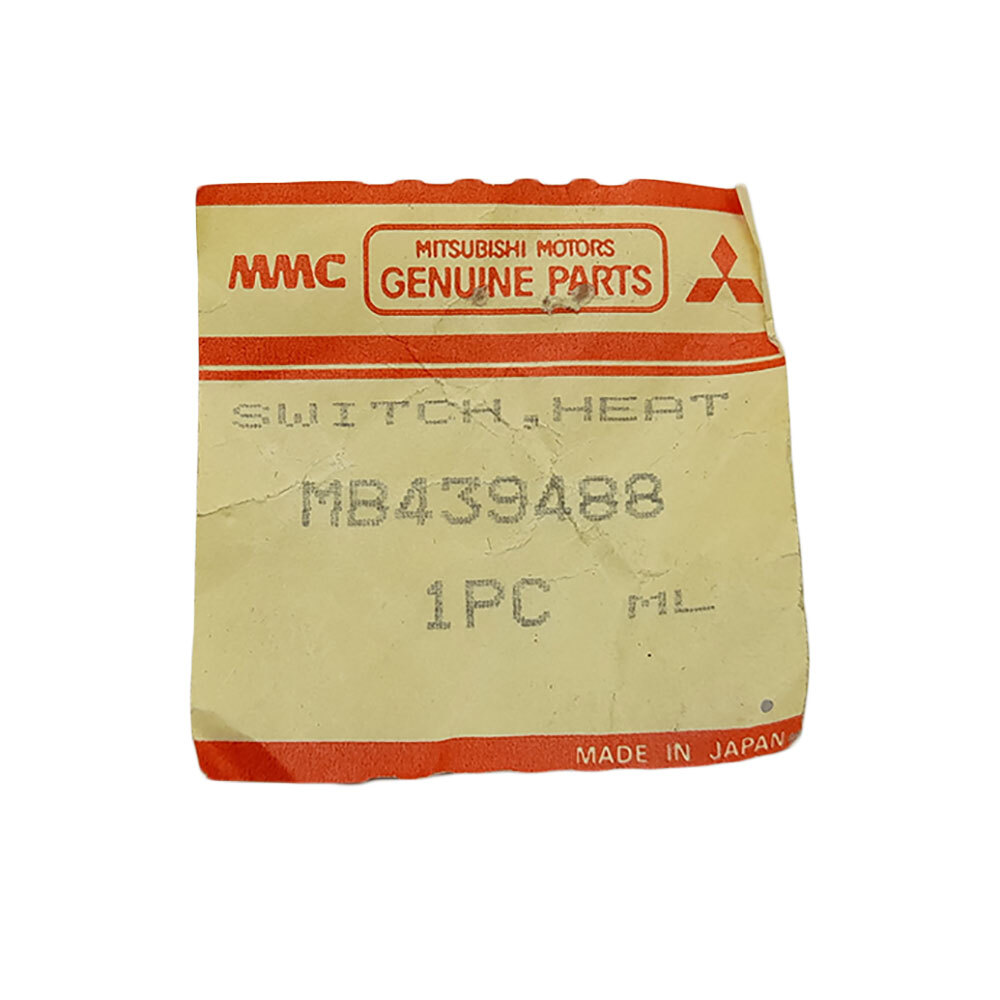 MMC
MITSUBISHI MOTORS
GENUINE PARTS
SWITCH,HEAT
MB439488
1PC ML
MADE IN JAPAN